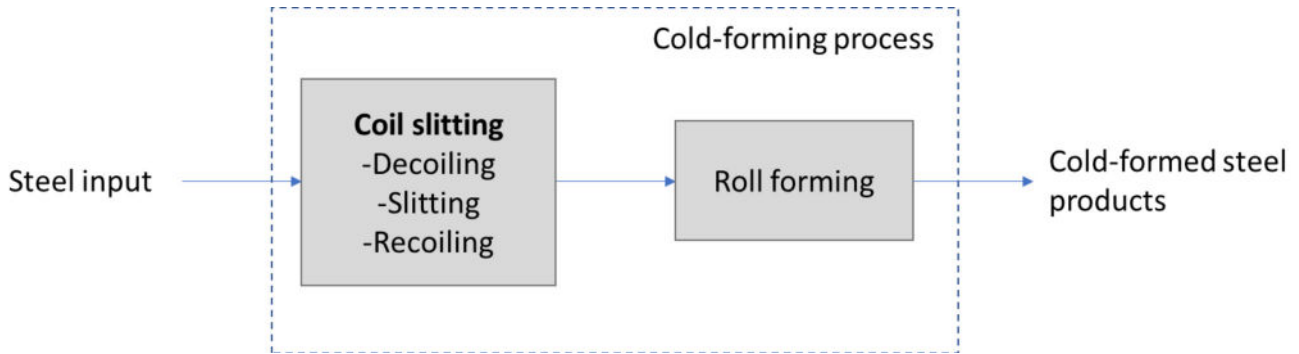 Cold-forming process
Steel input
Coil slitting
-Decoiling
-Slitting
-Recoiling
Roll forming
Cold-formed steel
products